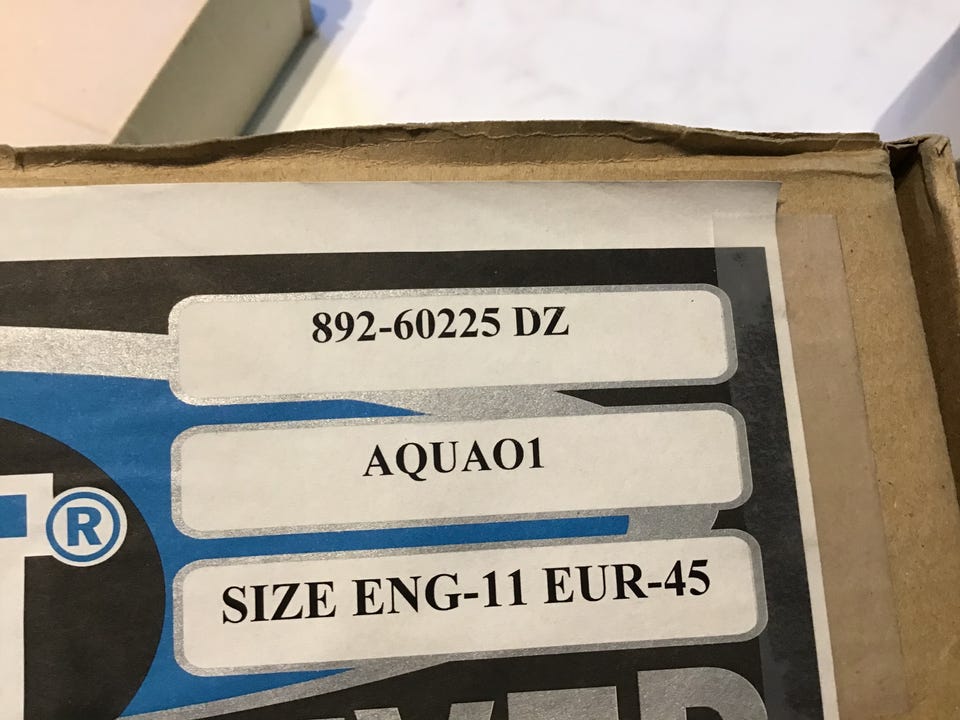 892-60225 DZ
AQUAO1
T®
SIZE ENG-11 EUR-45